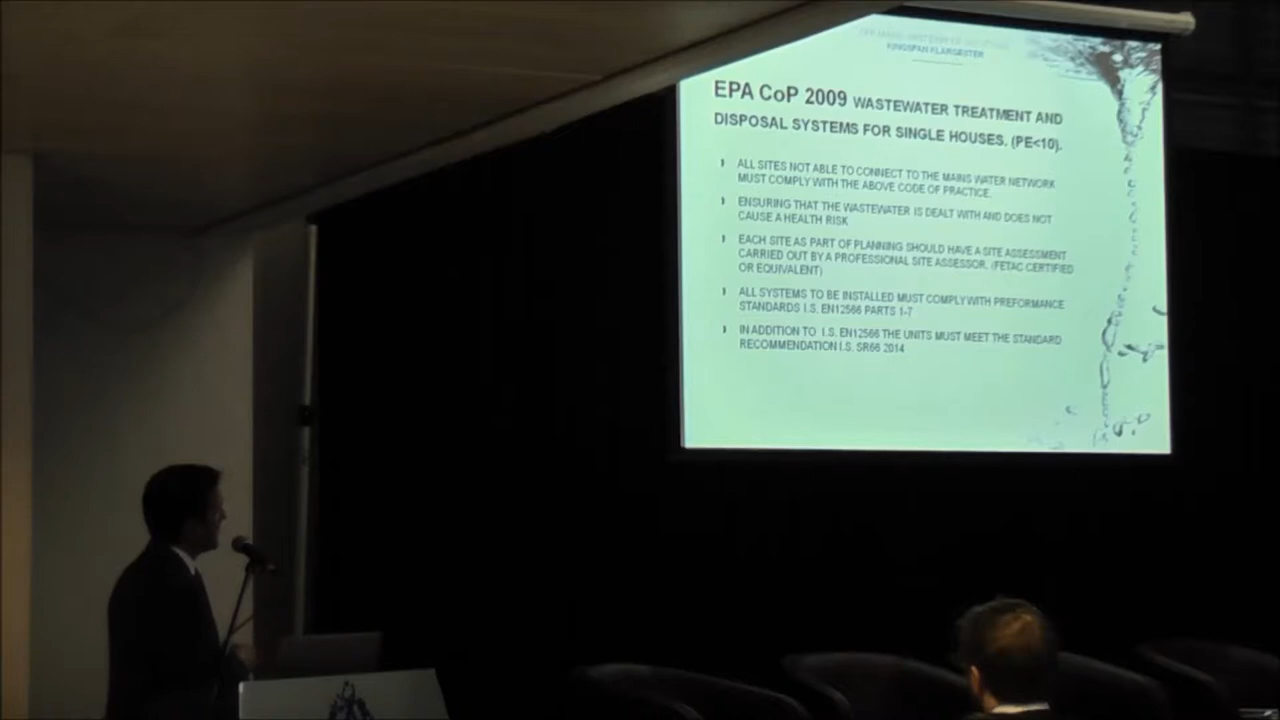 KINGSPAN KLARGESTER
EPA CoP 2009 WASTEWATER TREATMENT AND
DISPOSAL SYSTEMS FOR SINGLE HOUSES. (PE<10).
ALL SITES NOT ABLE TO CONNECT TO THE MAINS WATER NETWORK
MUST COMPLY WITH THE ABOVE CODE OF PRACTICE.
ENSURING THAT THE WASTEWATER IS DEALT WITH AND DOES NOT
CAUSE A HEALTH RISK
EACH SITE AS PART OF PLANNING SHOULD HAVE A SITE ASSESSMENT
CARRIED OUT BY A PROFESSIONAL SITE ASSESSOR. (FETAC CERTIFIED
OR EQUIVALENT)
ALL SYSTEMS TO BE INSTALLED MUST COMPLY WITH PREFORMANCE
STANDARDS I.S. EN12566 PARTS 1-7
IN ADDITION TO I.S. EN12566 THE UNITS MUST MEET THE STANDARD
RECOMMENDATION I.S. SR66 2014